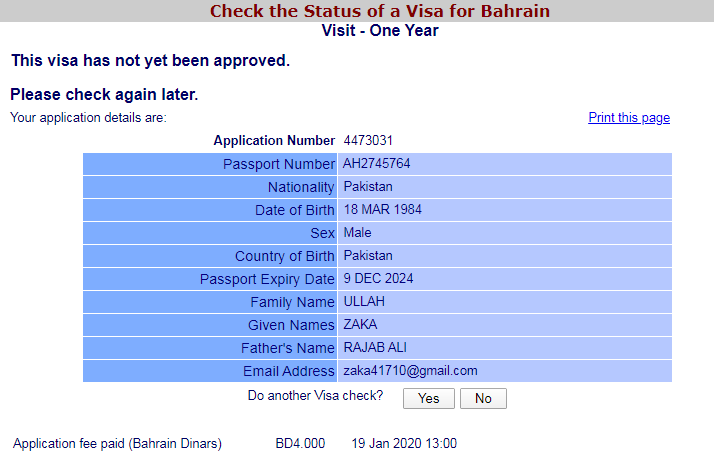 Check the Status of a Visa for Bahrain
Visit - One Year
This visa has not yet been approved.
Please check again later.
Your application details are:
Print this page
Application Number 4473031
Passport Number AH2745764
Nationality Pakistan
Date of Birth 18 MAR 1984
Sex Male
Country of Birth Pakistan
Passport Expiry Date 9 DEC 2024
Family Name ULLAH
Given Names ZAKA
Father's Name RAJAB ALI
Email Address zaka41710@gmail.com
Do another Visa check? Yes No
Application fee paid (Bahrain Dinars) BD4.000 19 Jan 2020 13:00